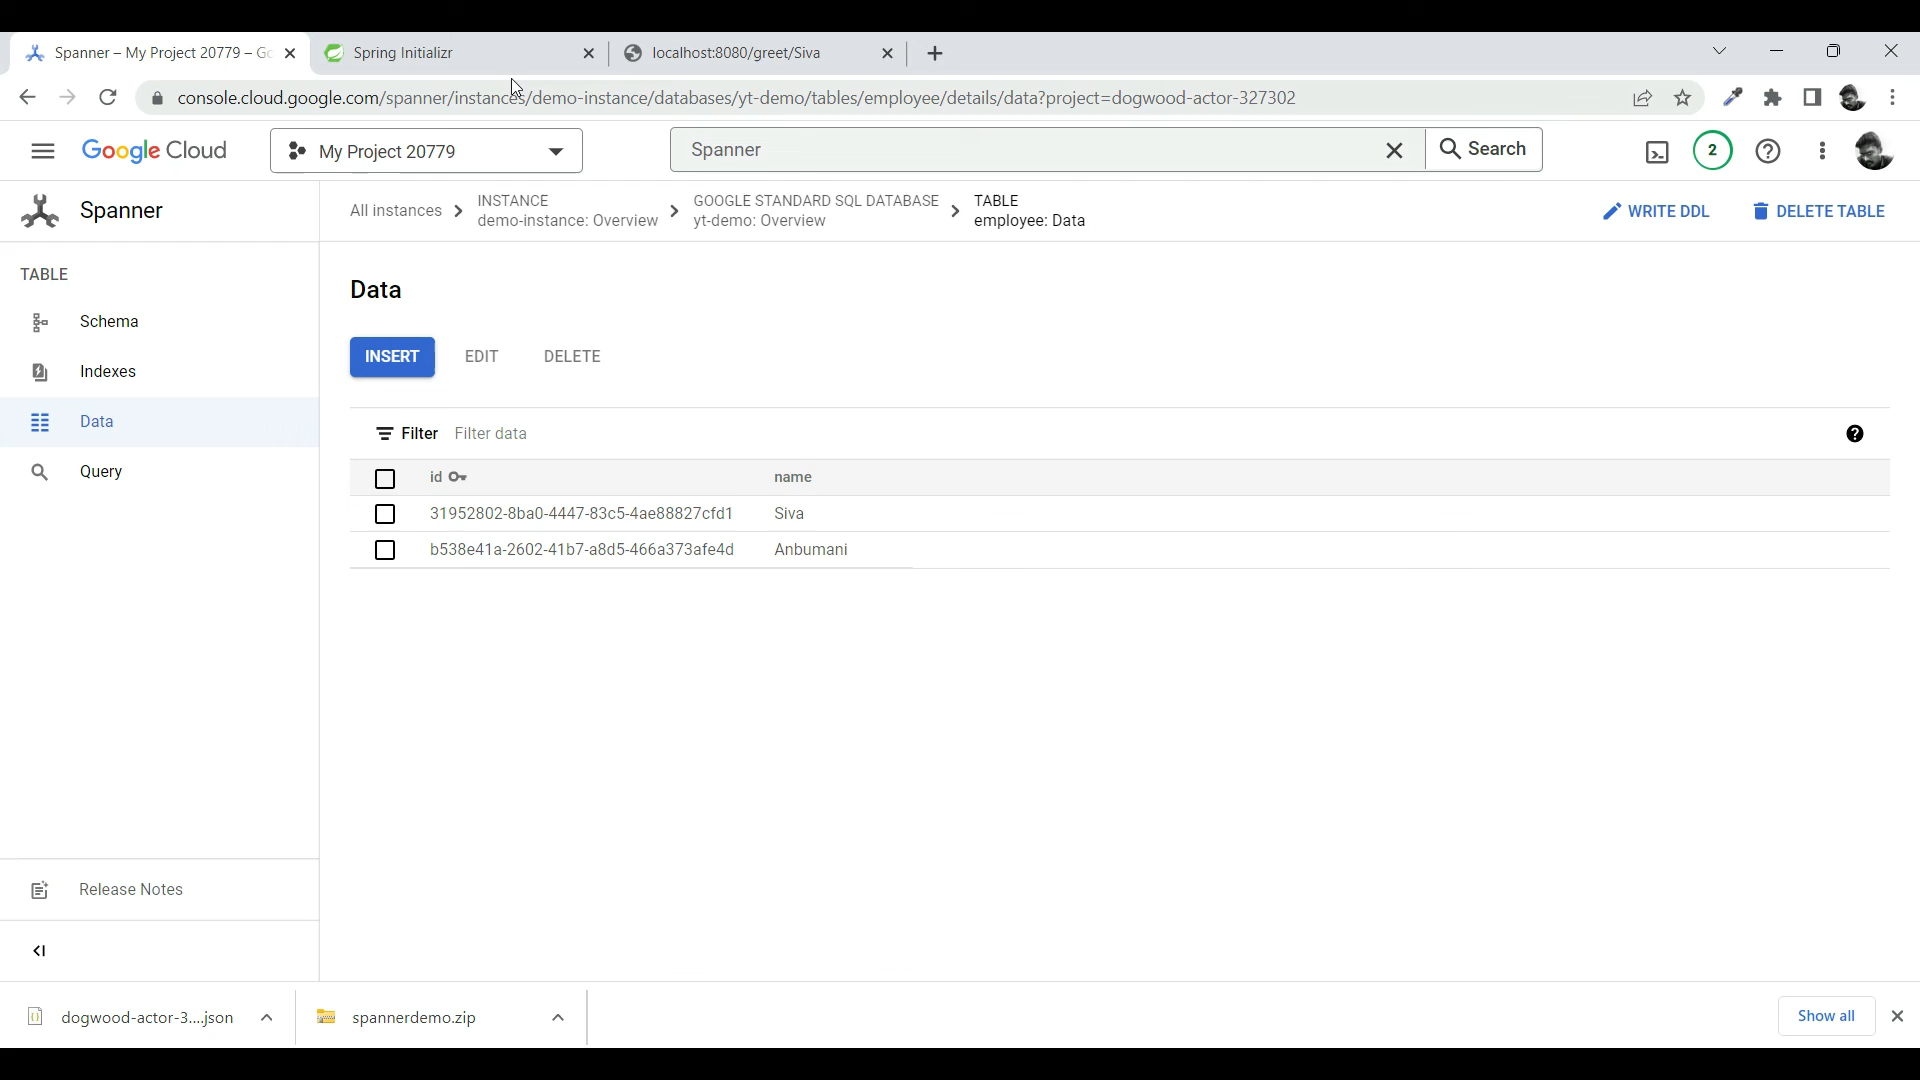 Spanner – My Project 20779 – Go
Spring Initializr
localhost:8080/greet/Siva
console.cloud.google.com/spanner/instances/demo-instance/databases/yt-demo/tables/employee/details/data?project=dogwood-actor-327302
Google Cloud
My Project 20779
Spanner
Search
2
Spanner
All instances
INSTANCE
demo-instance: Overview
GOOGLE STANDARD SQL DATABASE
yt-demo: Overview
TABLE
employee: Data
WRITE DDL
DELETE TABLE
TABLE
Schema
Indexes
Data
Query
Data
INSERT
EDIT
DELETE
Filter
Filter data
id
name
31952802-8ba0-4447-83c5-4ae88827cfd1
Siva
b538e41a-2602-41b7-a8d5-466a373afe4d
Anbumani
Release Notes
dogwood-actor-3....json
spannerdemo.zip
Show all